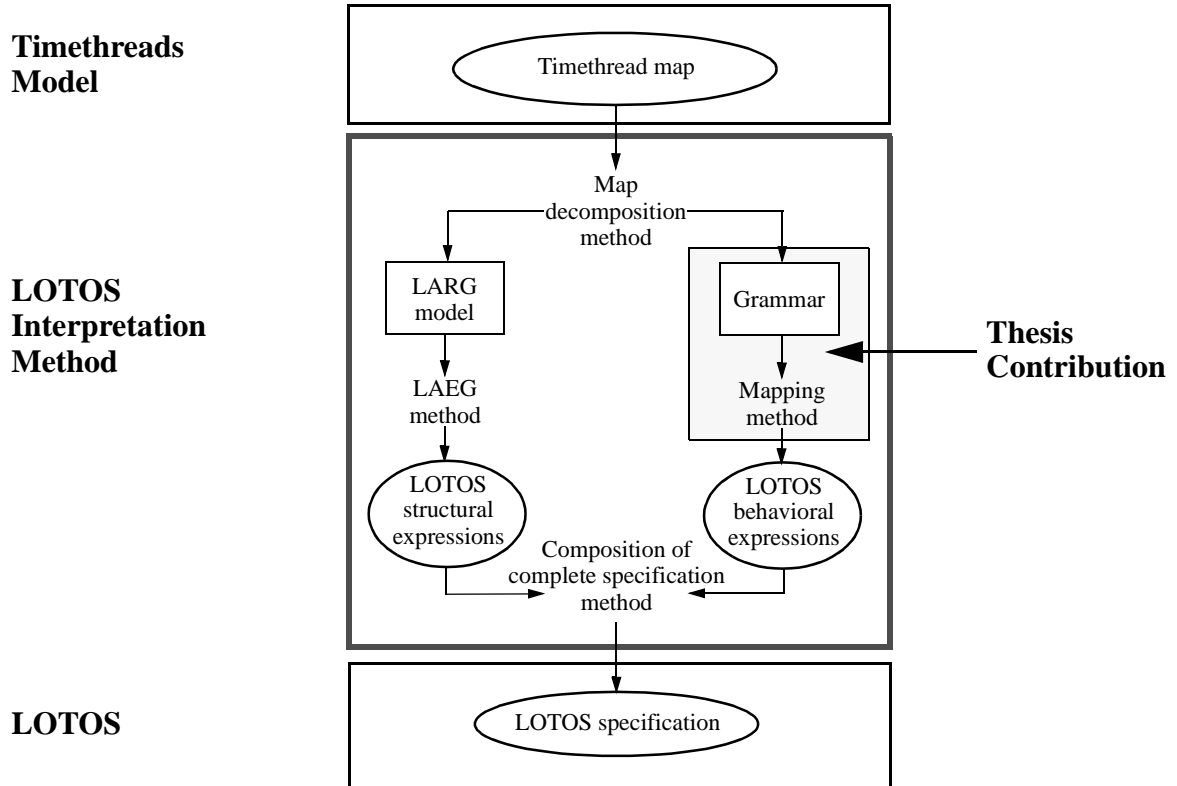 Timethreads
Model
Timethread map
Map
decomposition
method
LOTOS
Interpretation
Method
LARG
model
Grammar
Thesis
Contribution
LAEG
method
Mapping
method
LOTOS
structural
expressions
LOTOS
behavioral
expressions
Composition of
complete specification
method
LOTOS
LOTOS specification